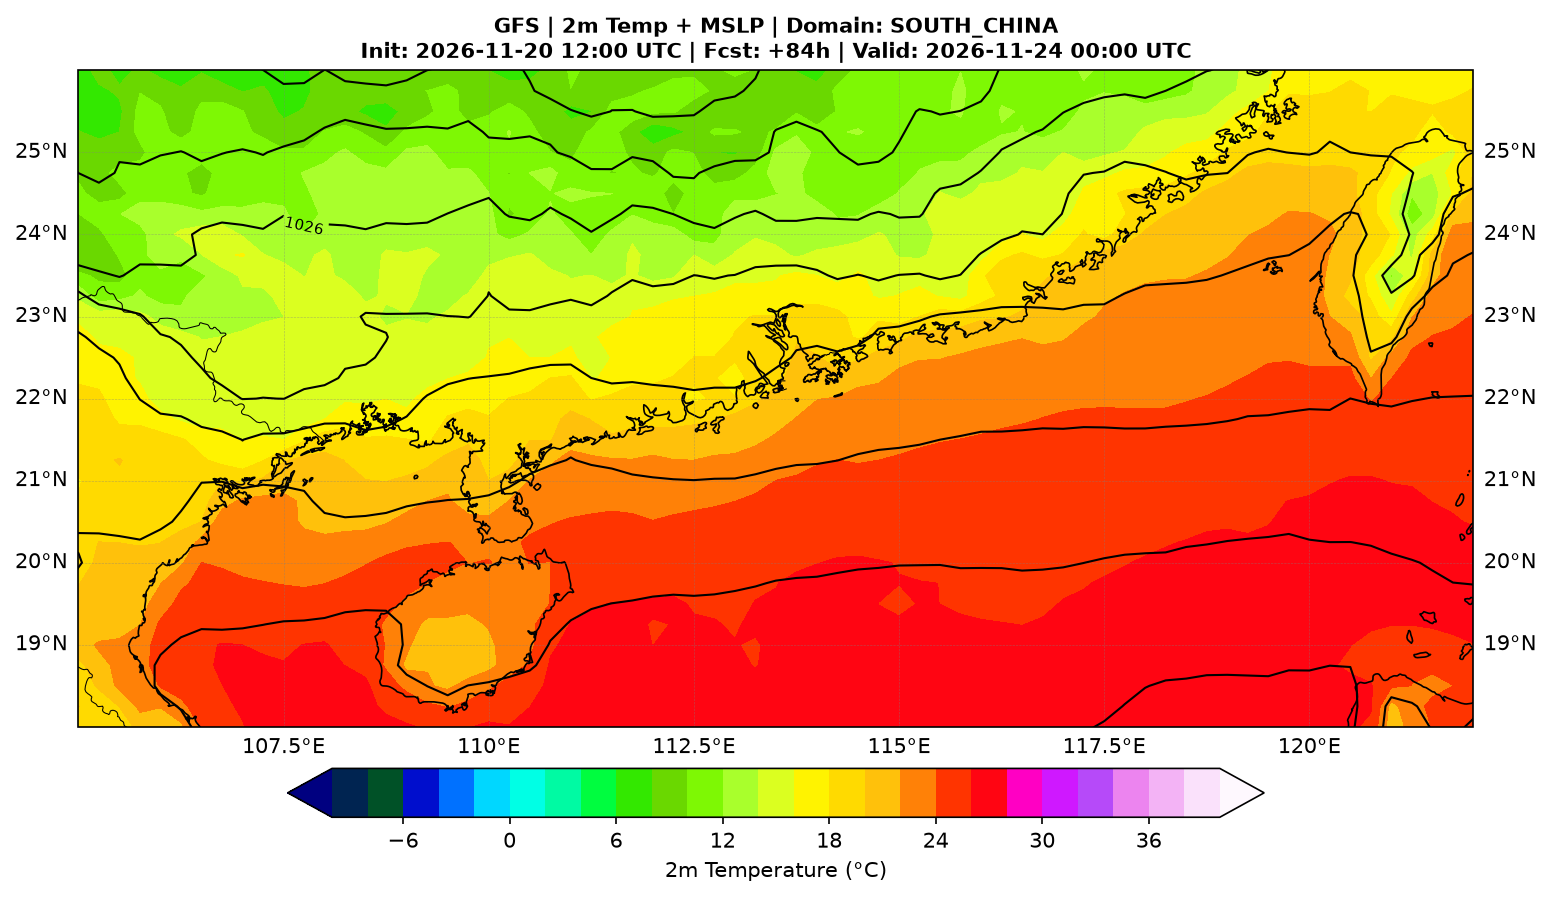 GFS | 2m Temp + MSLP | Domain: SOUTH_CHINA
Init: 2026-11-20 12:00 UTC | Fcst: +84h | Valid: 2026-11-24 00:00 UTC
25°N 25°N
1026
24°N 24°N
23°N 23°N
22°N 22°N
21°N 21°N
20°N 20°N
19°N 19°N
107.5°E 110°E 112.5°E 115°E 117.5°E 120°E
−6 0 6 12 18 24 30 36
2m Temperature (°C)